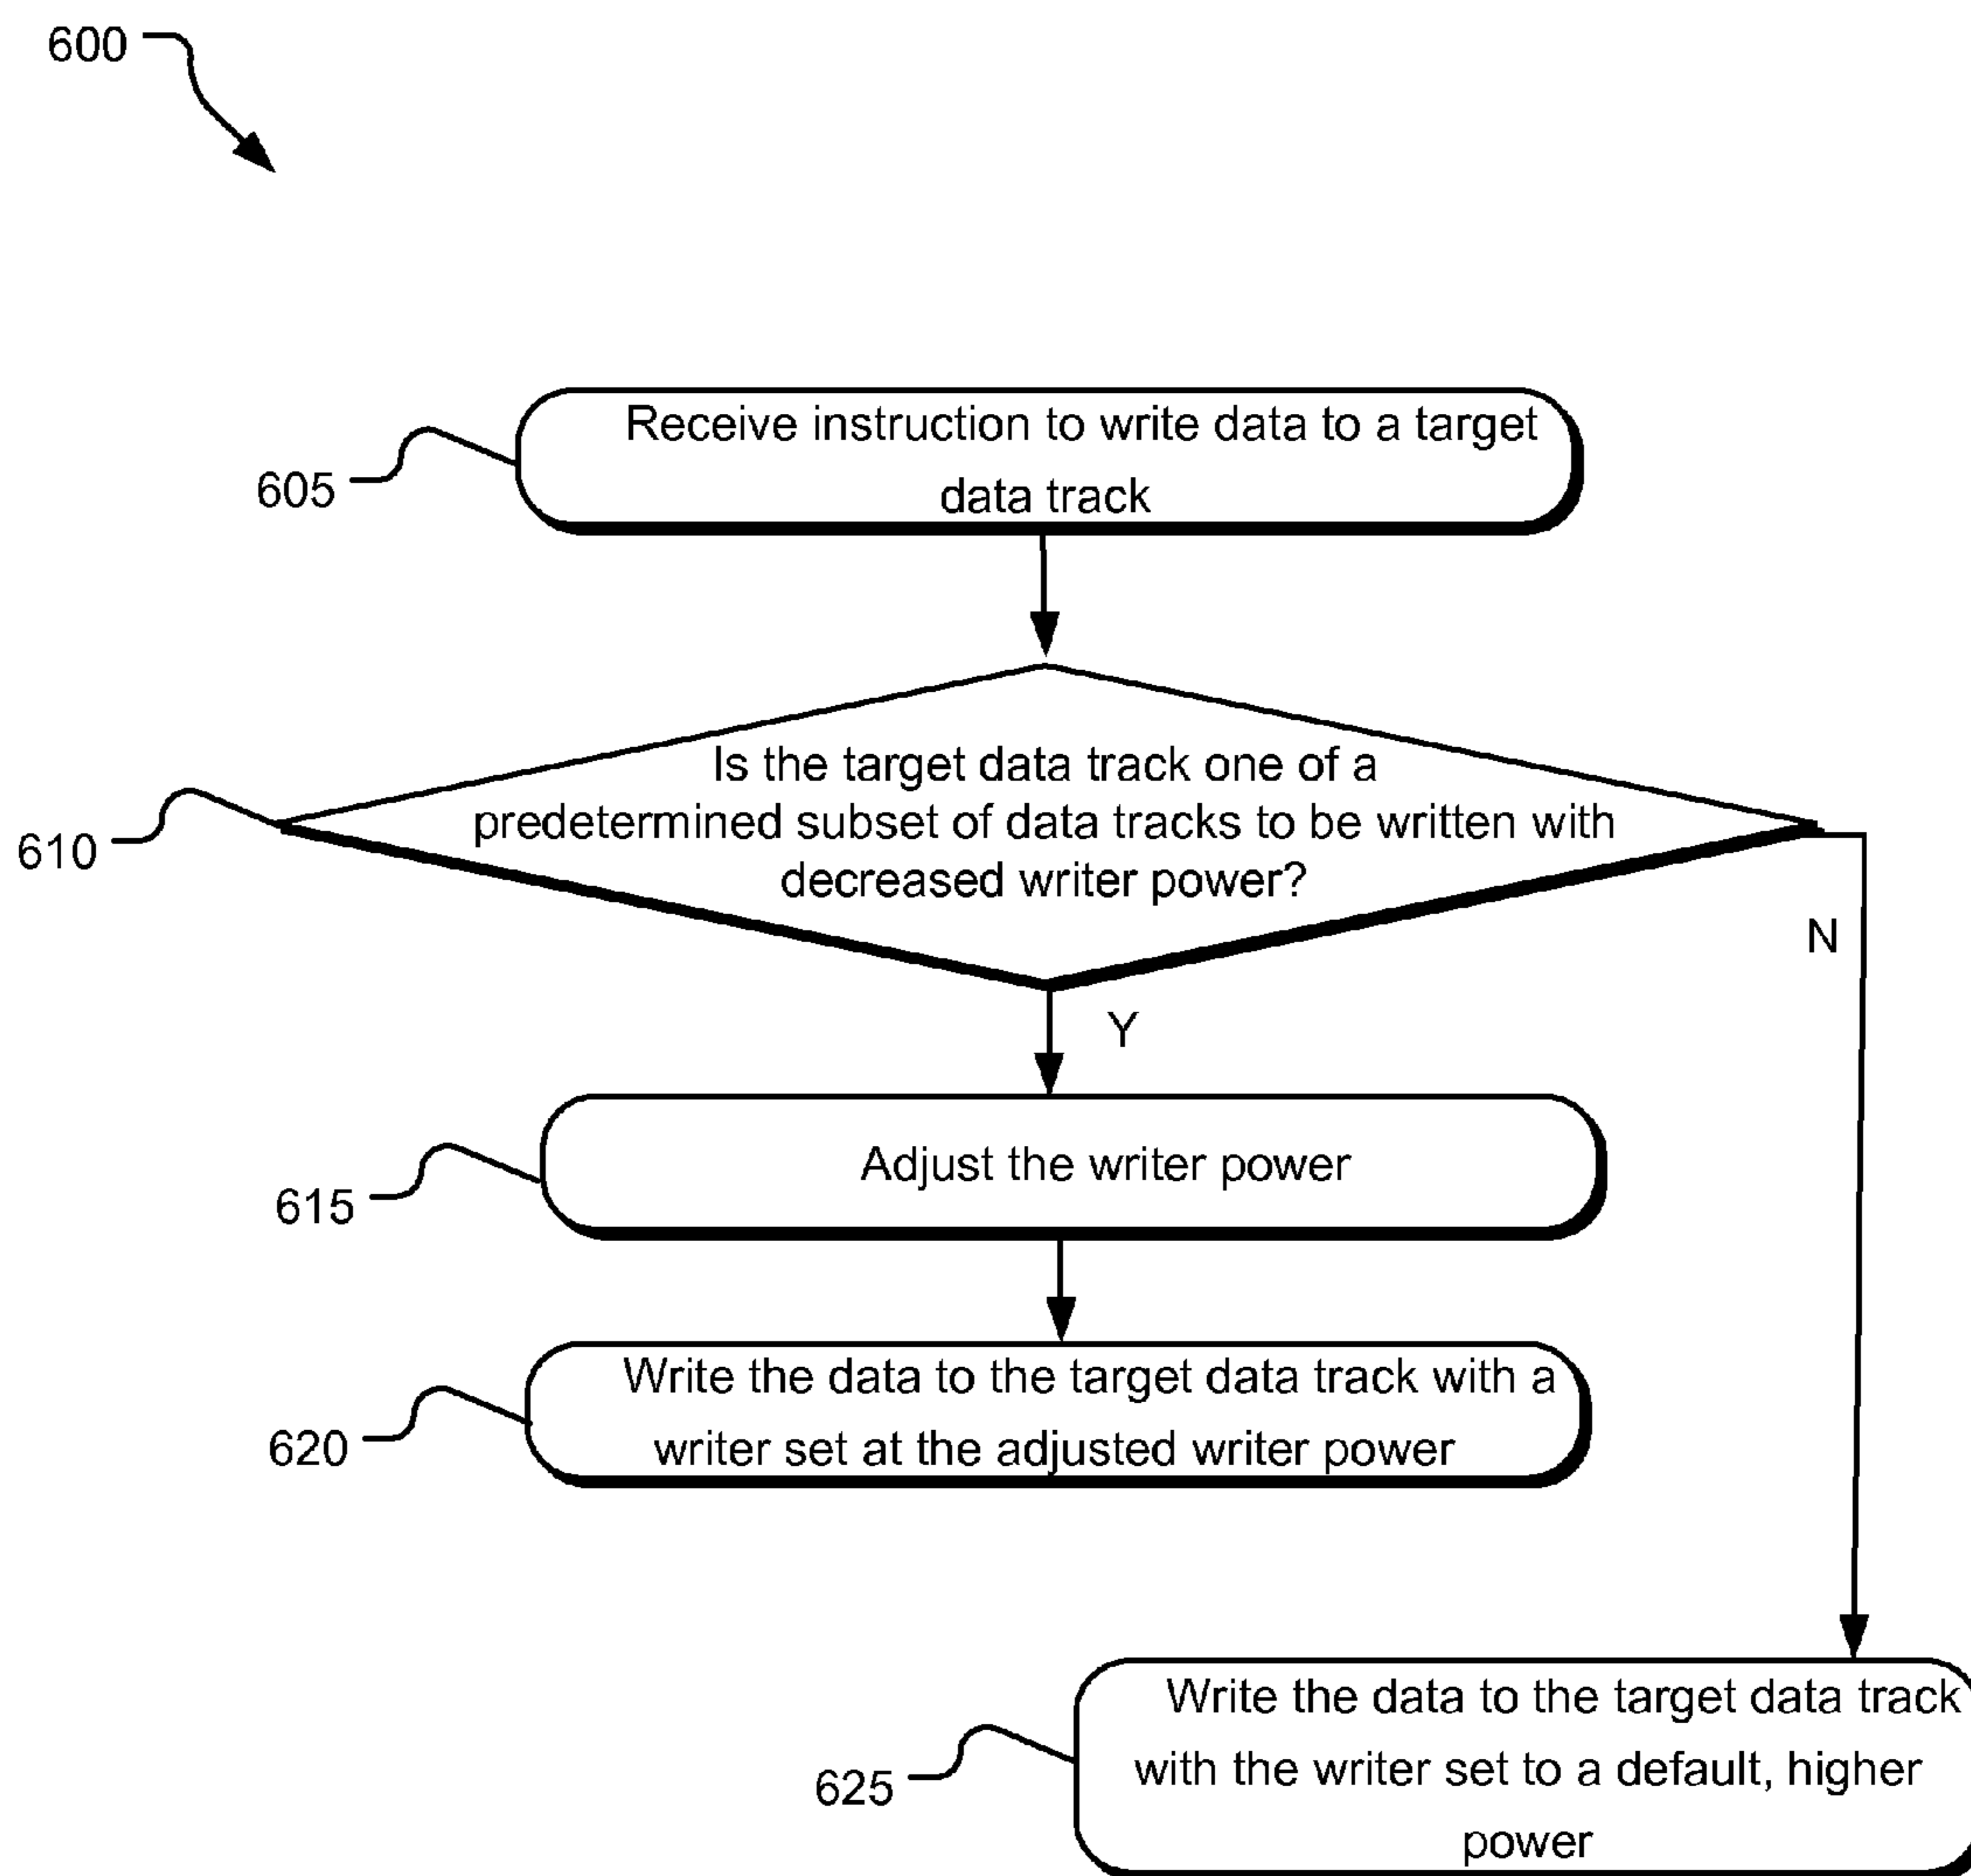 600
Receive instruction to write data to a target
data track
605
Is the target data track one of a
predetermined subset of data tracks to be written with
decreased writer power?
610
N
Y
Adjust the writer power
615
Write the data to the target data track with a
writer set at the adjusted writer power
620
Write the data to the target data track
with the writer set to a default, higher
power
625